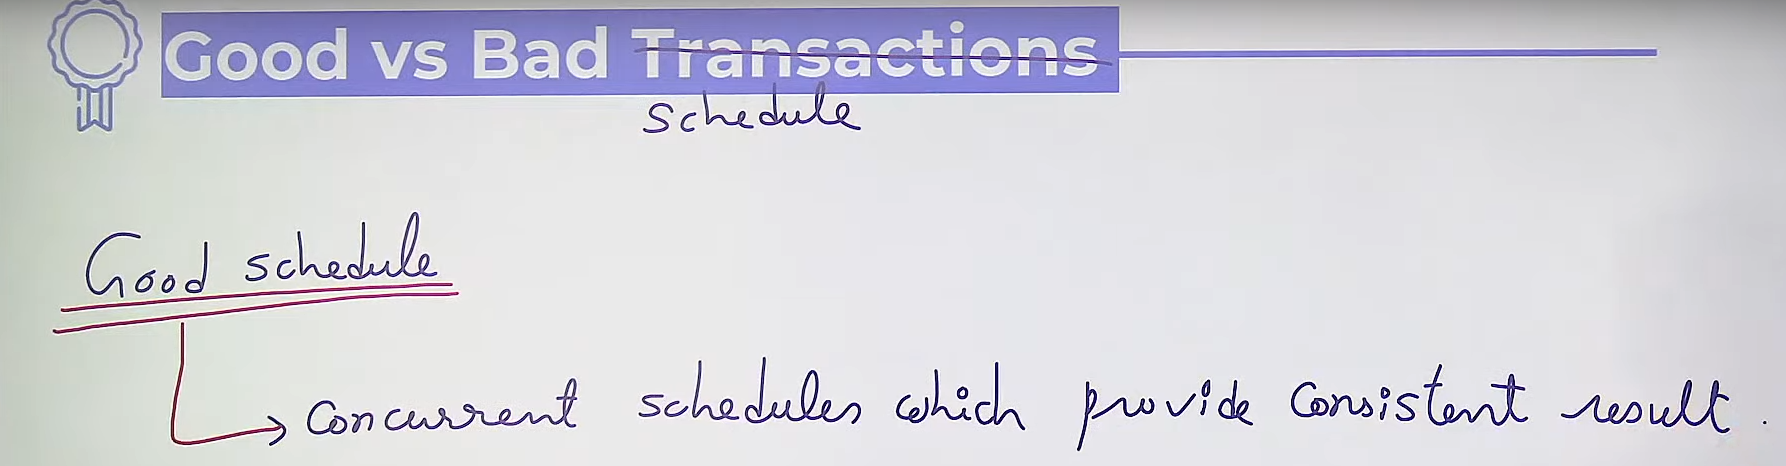 Good vs Bad Transactions
schedule
Good schedule
→ Concurrent schedules which provide consistent result.